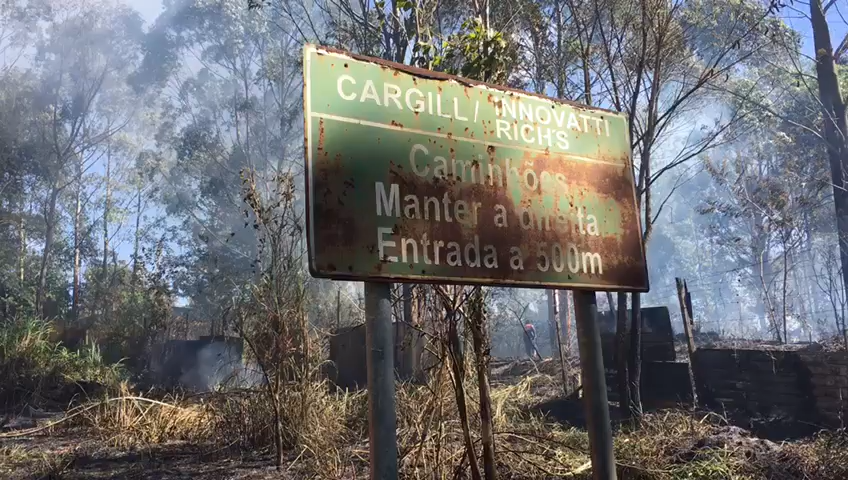 CARGILL/ INNOVATTI
RICH'S
Caminhões
Manter a direita
Entrada a 500m